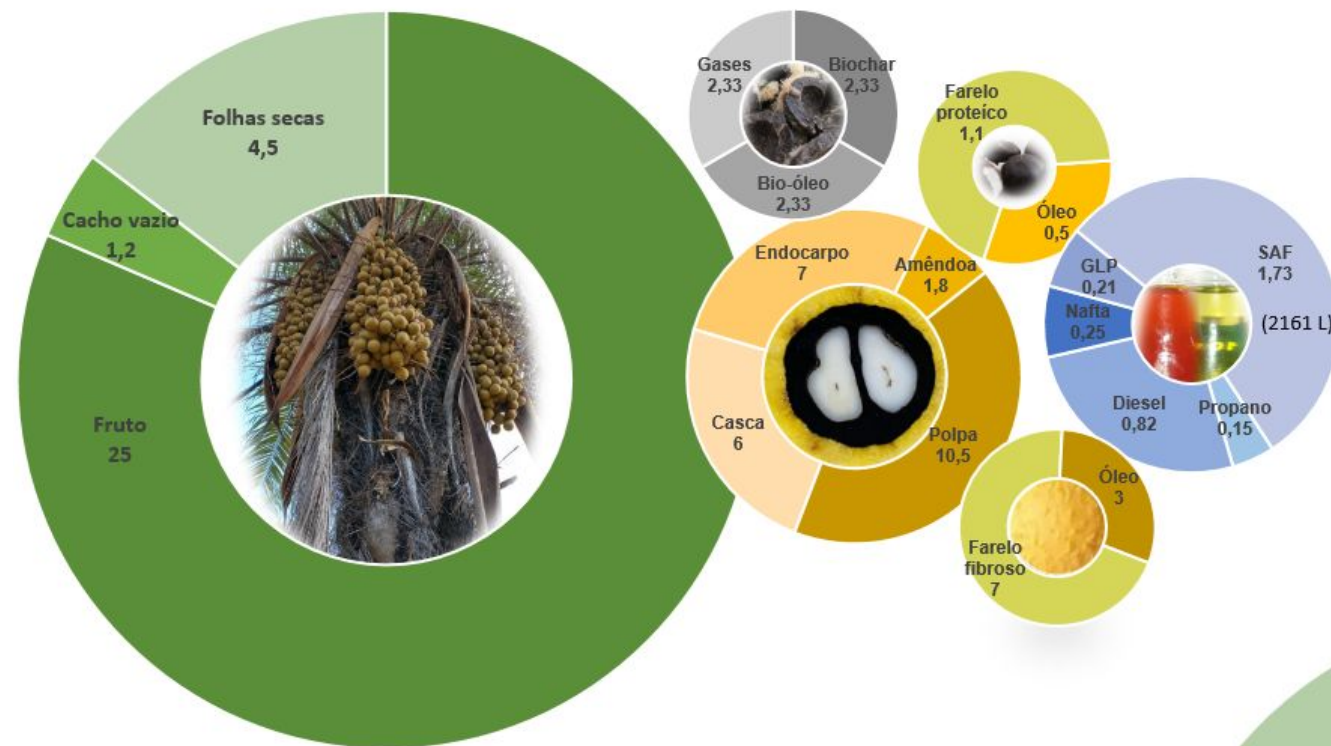 Folhas secas
4,5
Cacho vazio
1,2
Fruto
25
Gases
2,33
Biochar
2,33
Bio-óleo
2,33
Farelo
proteíco
1,1
Óleo
0,5
Endocarpo
7
Amêndoa
1,8
Casca
6
Polpa
10,5
SAF
1,73
(2161 L)
GLP
0,21
Nafta
0,25
Diesel
0,82
Propano
0,15
Óleo
3
Farelo
fibroso
7